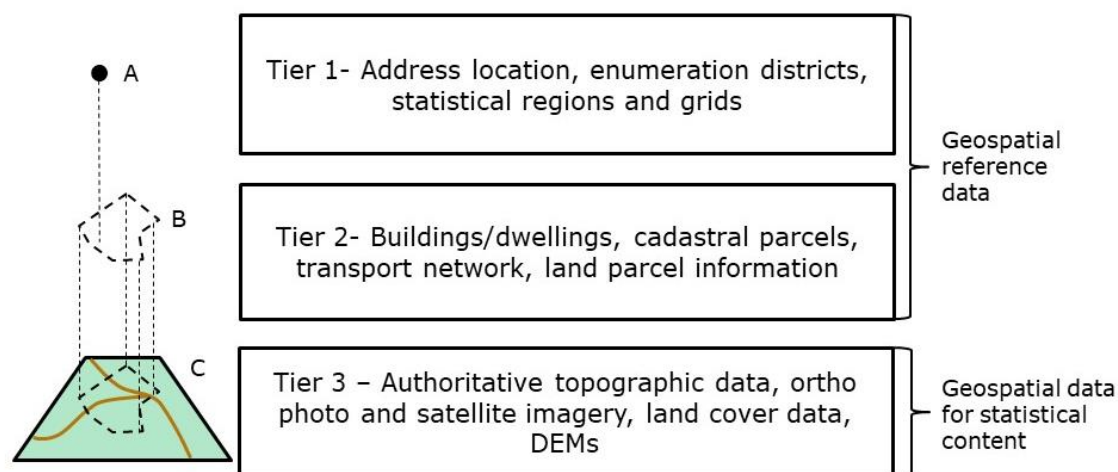 A
B
C
Tier 1- Address location, enumeration districts,
statistical regions and grids
Tier 2- Buildings/dwellings, cadastral parcels,
transport network, land parcel information
Tier 3 – Authoritative topographic data, ortho
photo and satellite imagery, land cover data,
DEMs
Geospatial
reference
data
Geospatial data
for statistical
content